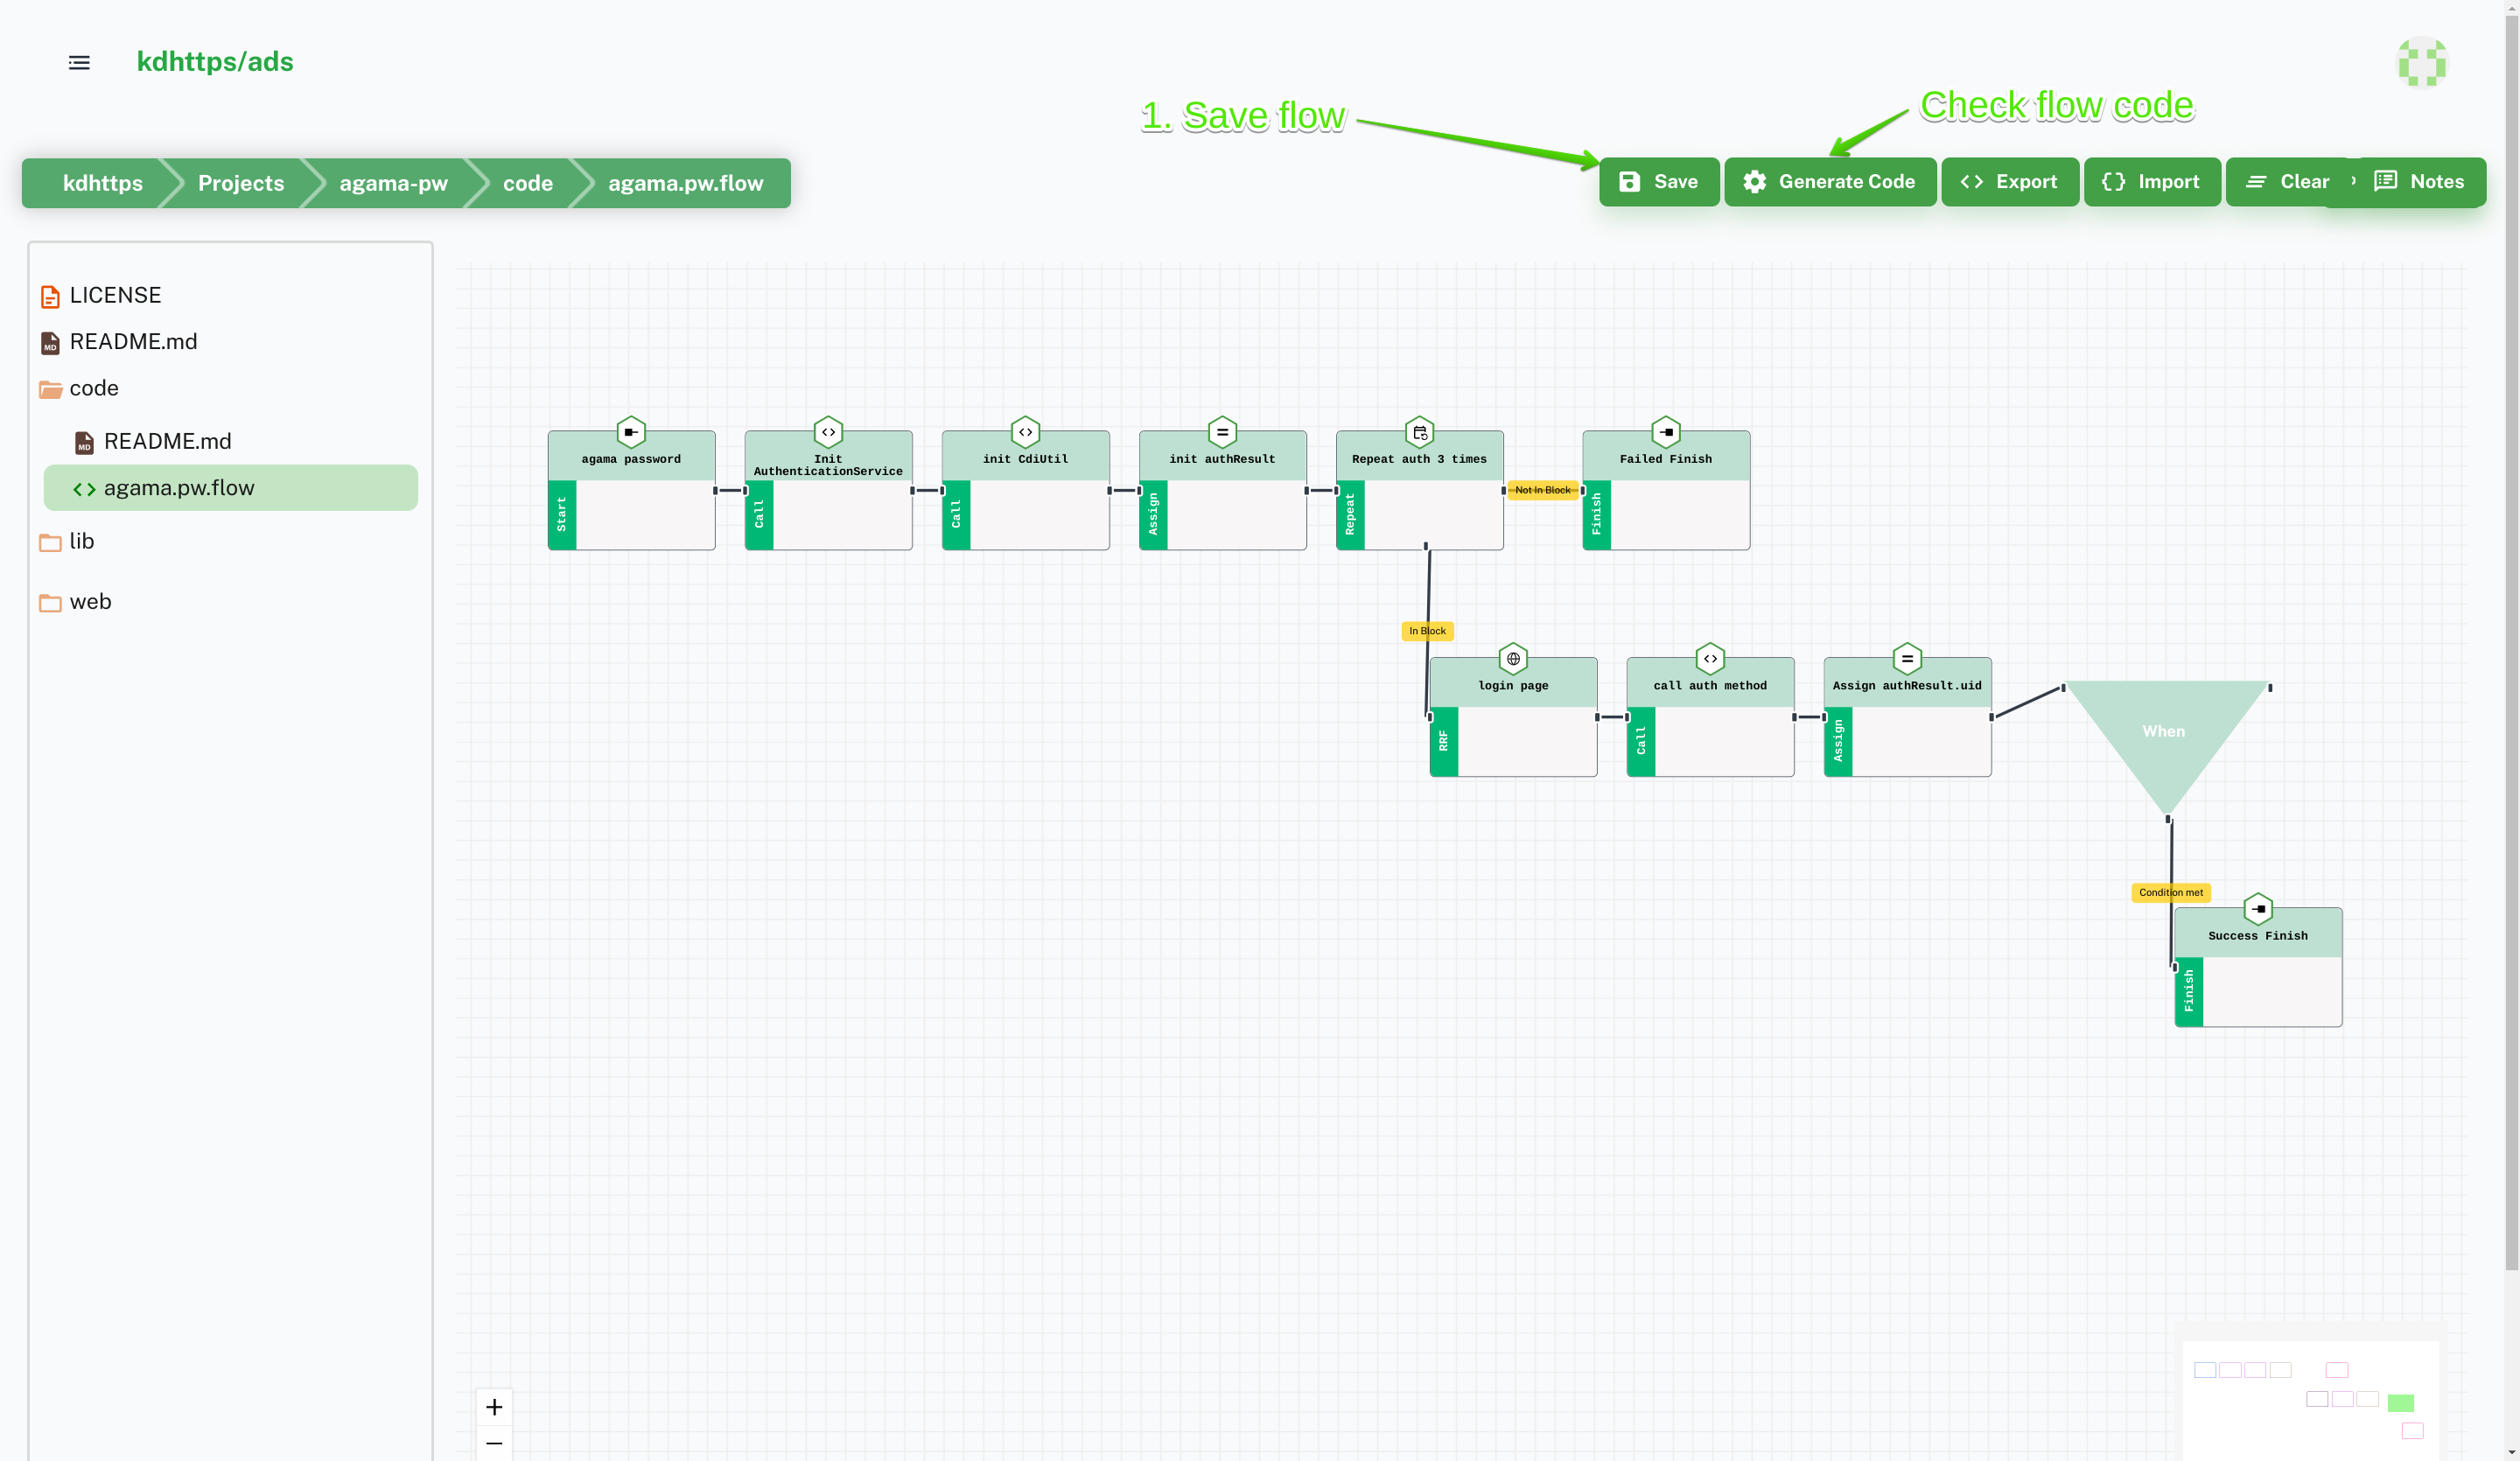 kdhttps/ads
1. Save flow
Check flow code
kdhttps
Projects
agama-pw
code
agama.pw.flow
Save
Generate Code
Export
Import
Clear
Notes
LICENSE
MD
README.md
code
MD
README.md
agama.pw.flow
lib
web
agama password
Start
Init
AuthenticationService
Call
init CdiUtil
Call
init authResult
Assign
Repeat auth 3 times
Repeat
Not In Block
Failed Finish
Finish
In Block
login page
RRF
call auth method
Call
Assign authResult.uid
Assign
When
Condition met
Success Finish
Finish